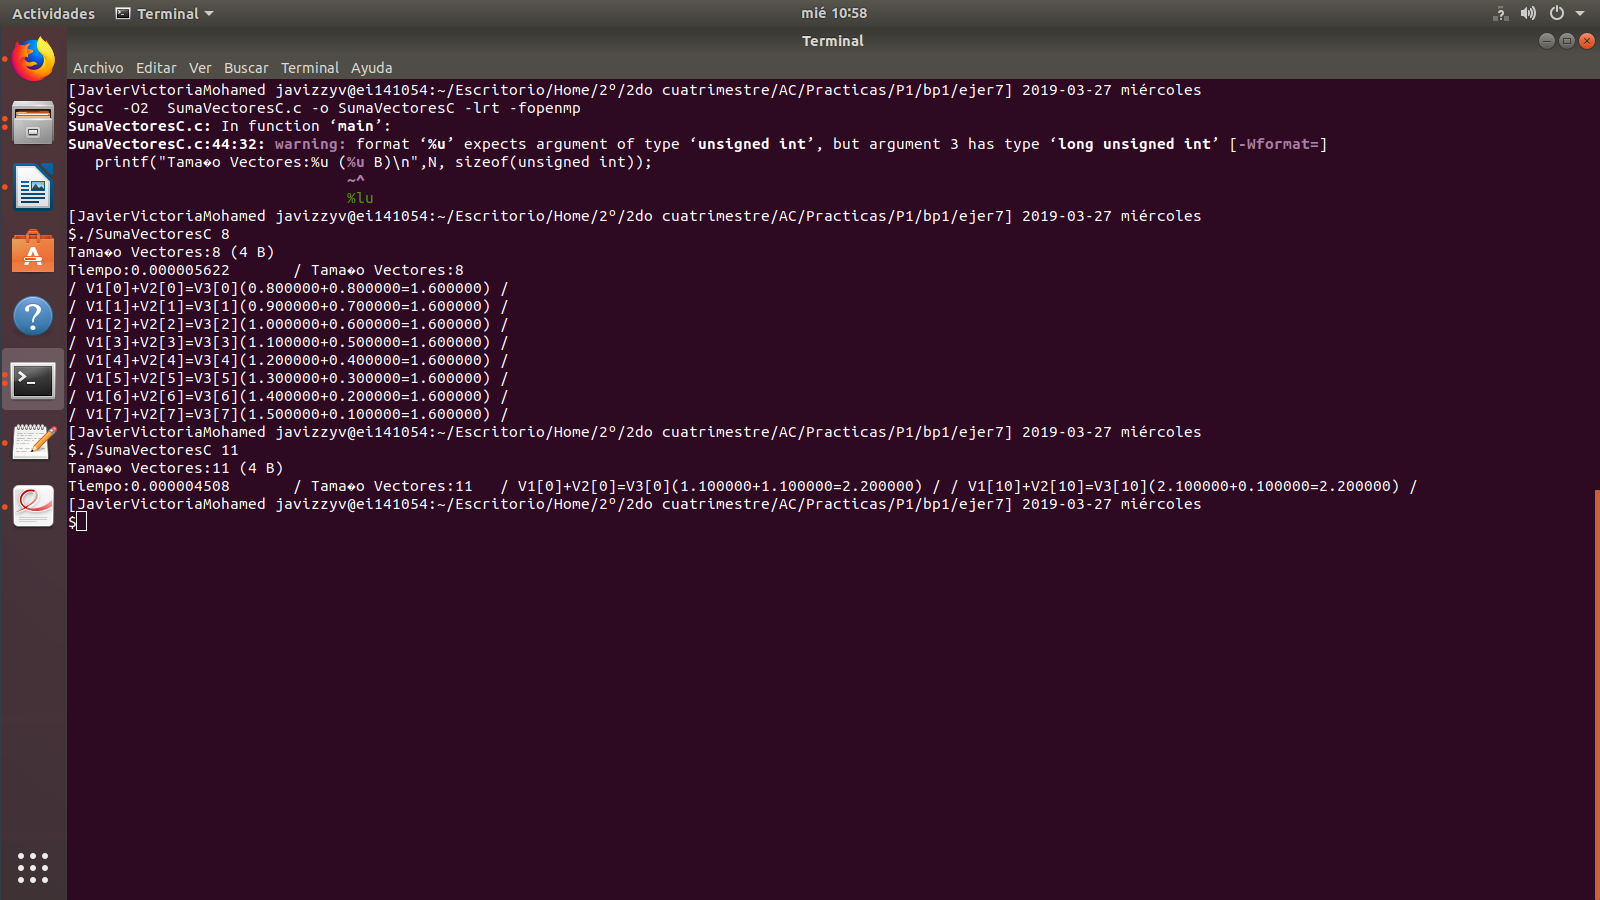 Actividades Terminal mié 10:58
Terminal
Archivo Editar Ver Buscar Terminal Ayuda
[JavierVictoriaMohamed javizzyv@ei141054:~/Escritorio/Home/2º/2do cuatrimestre/AC/Practicas/P1/bp1/ejer7] 2019-03-27 miércoles
$gcc  -O2  SumaVectoresC.c -o SumaVectoresC -lrt -fopenmp
SumaVectoresC.c: In function ‘main’:
SumaVectoresC.c:44:32: warning: format ‘%u’ expects argument of type ‘unsigned int’, but argument 3 has type ‘long unsigned int’ [-Wformat=]
   printf("Tama�o Vectores:%u (%u B)\n",N, sizeof(unsigned int));
                               ~^
                               %lu
[JavierVictoriaMohamed javizzyv@ei141054:~/Escritorio/Home/2º/2do cuatrimestre/AC/Practicas/P1/bp1/ejer7] 2019-03-27 miércoles
$./SumaVectoresC 8
Tama�o Vectores:8 (4 B)
Tiempo:0.000005622       / Tama�o Vectores:8
/ V1[0]+V2[0]=V3[0](0.800000+0.800000=1.600000) /
/ V1[1]+V2[1]=V3[1](0.900000+0.700000=1.600000) /
/ V1[2]+V2[2]=V3[2](1.000000+0.600000=1.600000) /
/ V1[3]+V2[3]=V3[3](1.100000+0.500000=1.600000) /
/ V1[4]+V2[4]=V3[4](1.200000+0.400000=1.600000) /
/ V1[5]+V2[5]=V3[5](1.300000+0.300000=1.600000) /
/ V1[6]+V2[6]=V3[6](1.400000+0.200000=1.600000) /
/ V1[7]+V2[7]=V3[7](1.500000+0.100000=1.600000) /
[JavierVictoriaMohamed javizzyv@ei141054:~/Escritorio/Home/2º/2do cuatrimestre/AC/Practicas/P1/bp1/ejer7] 2019-03-27 miércoles
$./SumaVectoresC 11
Tama�o Vectores:11 (4 B)
Tiempo:0.000004508       / Tama�o Vectores:11   / V1[0]+V2[0]=V3[0](1.100000+1.100000=2.200000) / / V1[10]+V2[10]=V3[10](2.100000+0.100000=2.200000) /
[JavierVictoriaMohamed javizzyv@ei141054:~/Escritorio/Home/2º/2do cuatrimestre/AC/Practicas/P1/bp1/ejer7] 2019-03-27 miércoles
$